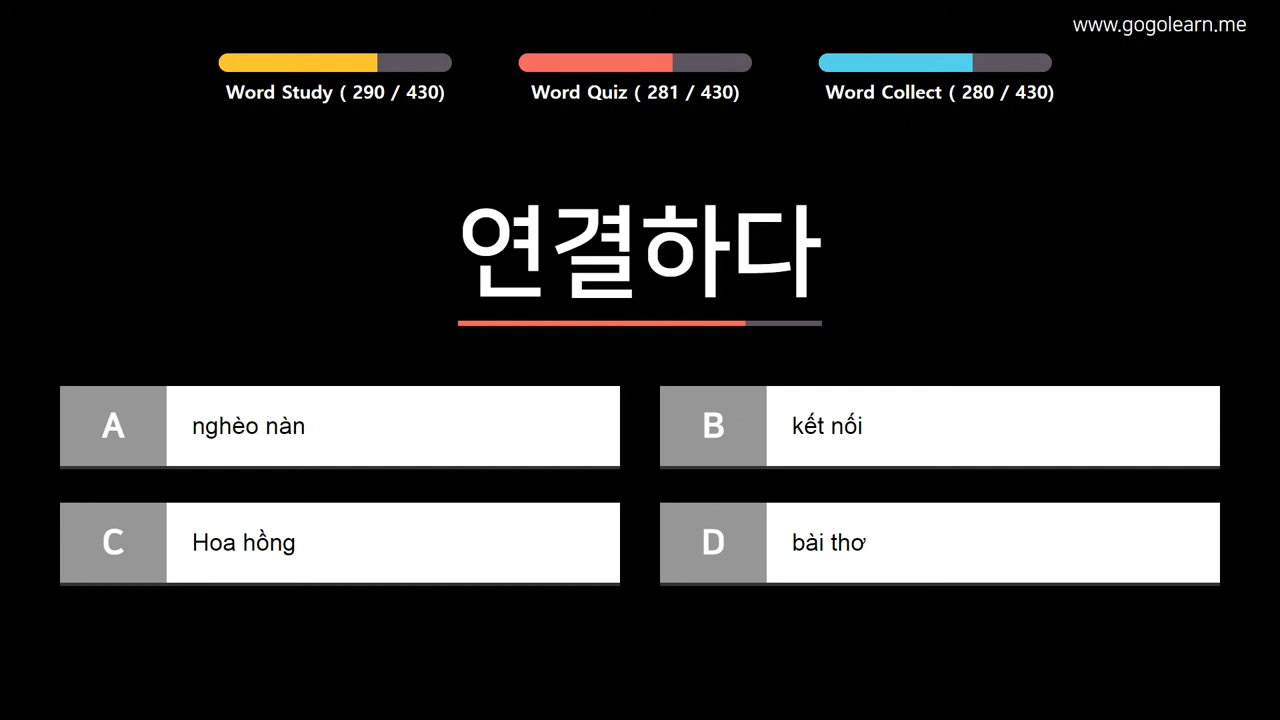 www.gogolearn.me
Word Study ( 290 / 430)
Word Quiz ( 281 / 430)
Word Collect ( 280 / 430)
연결하다
A nghèo nàn
B kết nối
C Hoa hồng
D bài thơ